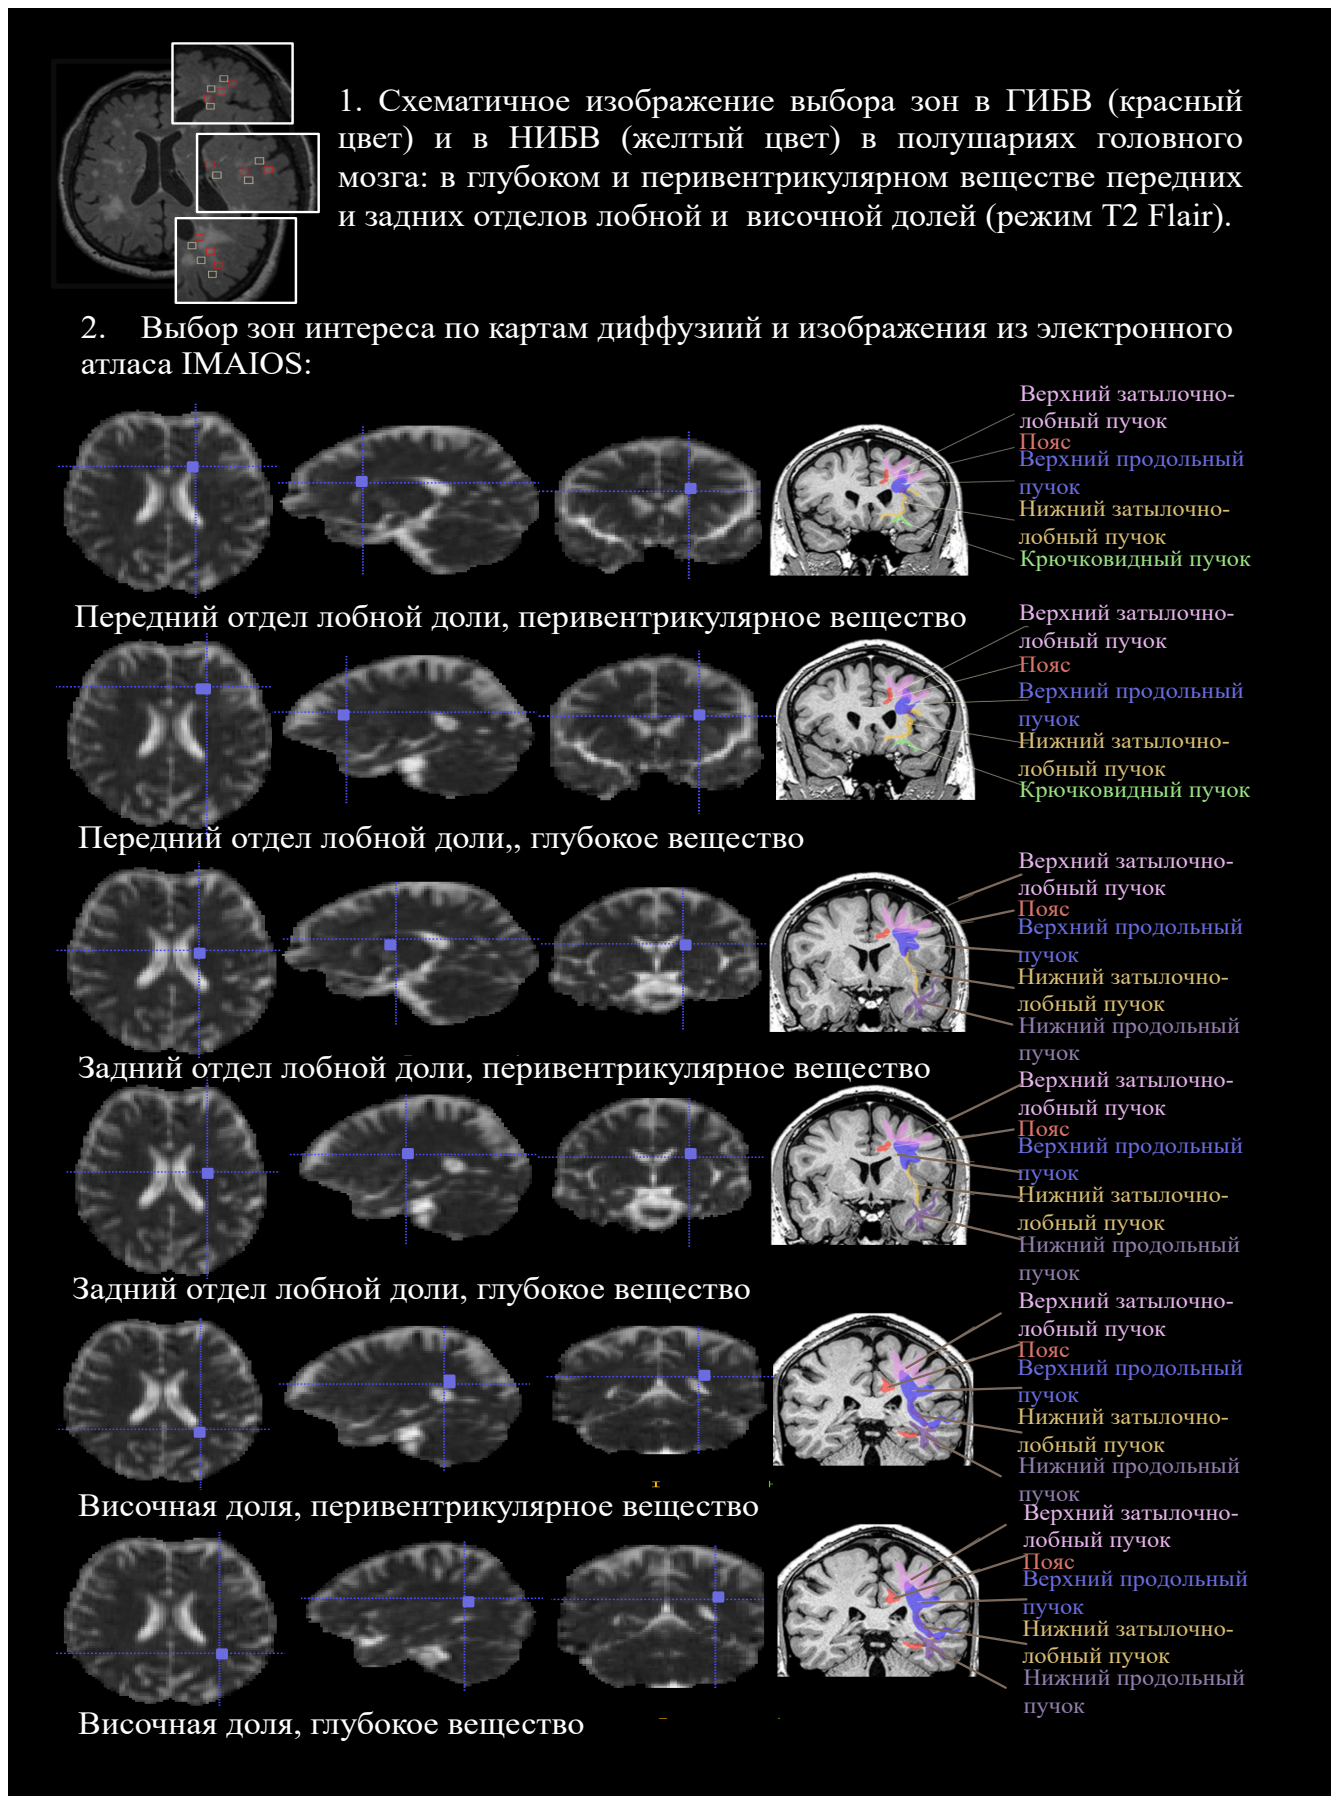 1. Схематичное изображение выбора зон в ГИБВ (красный
цвет) и в НИБВ (желтый цвет) в полушариях головного
мозга: в глубоком и перивентрикулярном веществе передних
и задних отделов лобной и височной долей (режим T2 Flair).
2. Выбор зон интереса по картам диффузиий и изображения из электронного
атласа IMAIOS:
Верхний затылочно-
лобный пучок
Пояс
Верхний продольный
пучок
Нижний затылочно-
лобный пучок
Крючковидный пучок
Передний отдел лобной доли, перивентрикулярное вещество
Верхний затылочно-
лобный пучок
Пояс
Верхний продольный
пучок
Нижний затылочно-
лобный пучок
Крючковидный пучок
Передний отдел лобной доли,, глубокое вещество
Верхний затылочно-
лобный пучок
Пояс
Верхний продольный
пучок
Нижний затылочно-
лобный пучок
Нижний продольный
пучок
Задний отдел лобной доли, перивентрикулярное вещество
Верхний затылочно-
лобный пучок
Пояс
Верхний продольный
пучок
Нижний затылочно-
лобный пучок
Нижний продольный
пучок
Задний отдел лобной доли, глубокое вещество
Верхний затылочно-
лобный пучок
Пояс
Верхний продольный
пучок
Нижний затылочно-
лобный пучок
Нижний продольный
пучок
Височная доля, перивентрикулярное вещество
Верхний затылочно-
лобный пучок
Пояс
Верхний продольный
пучок
Нижний затылочно-
лобный пучок
Нижний продольный
пучок
Височная доля, глубокое вещество